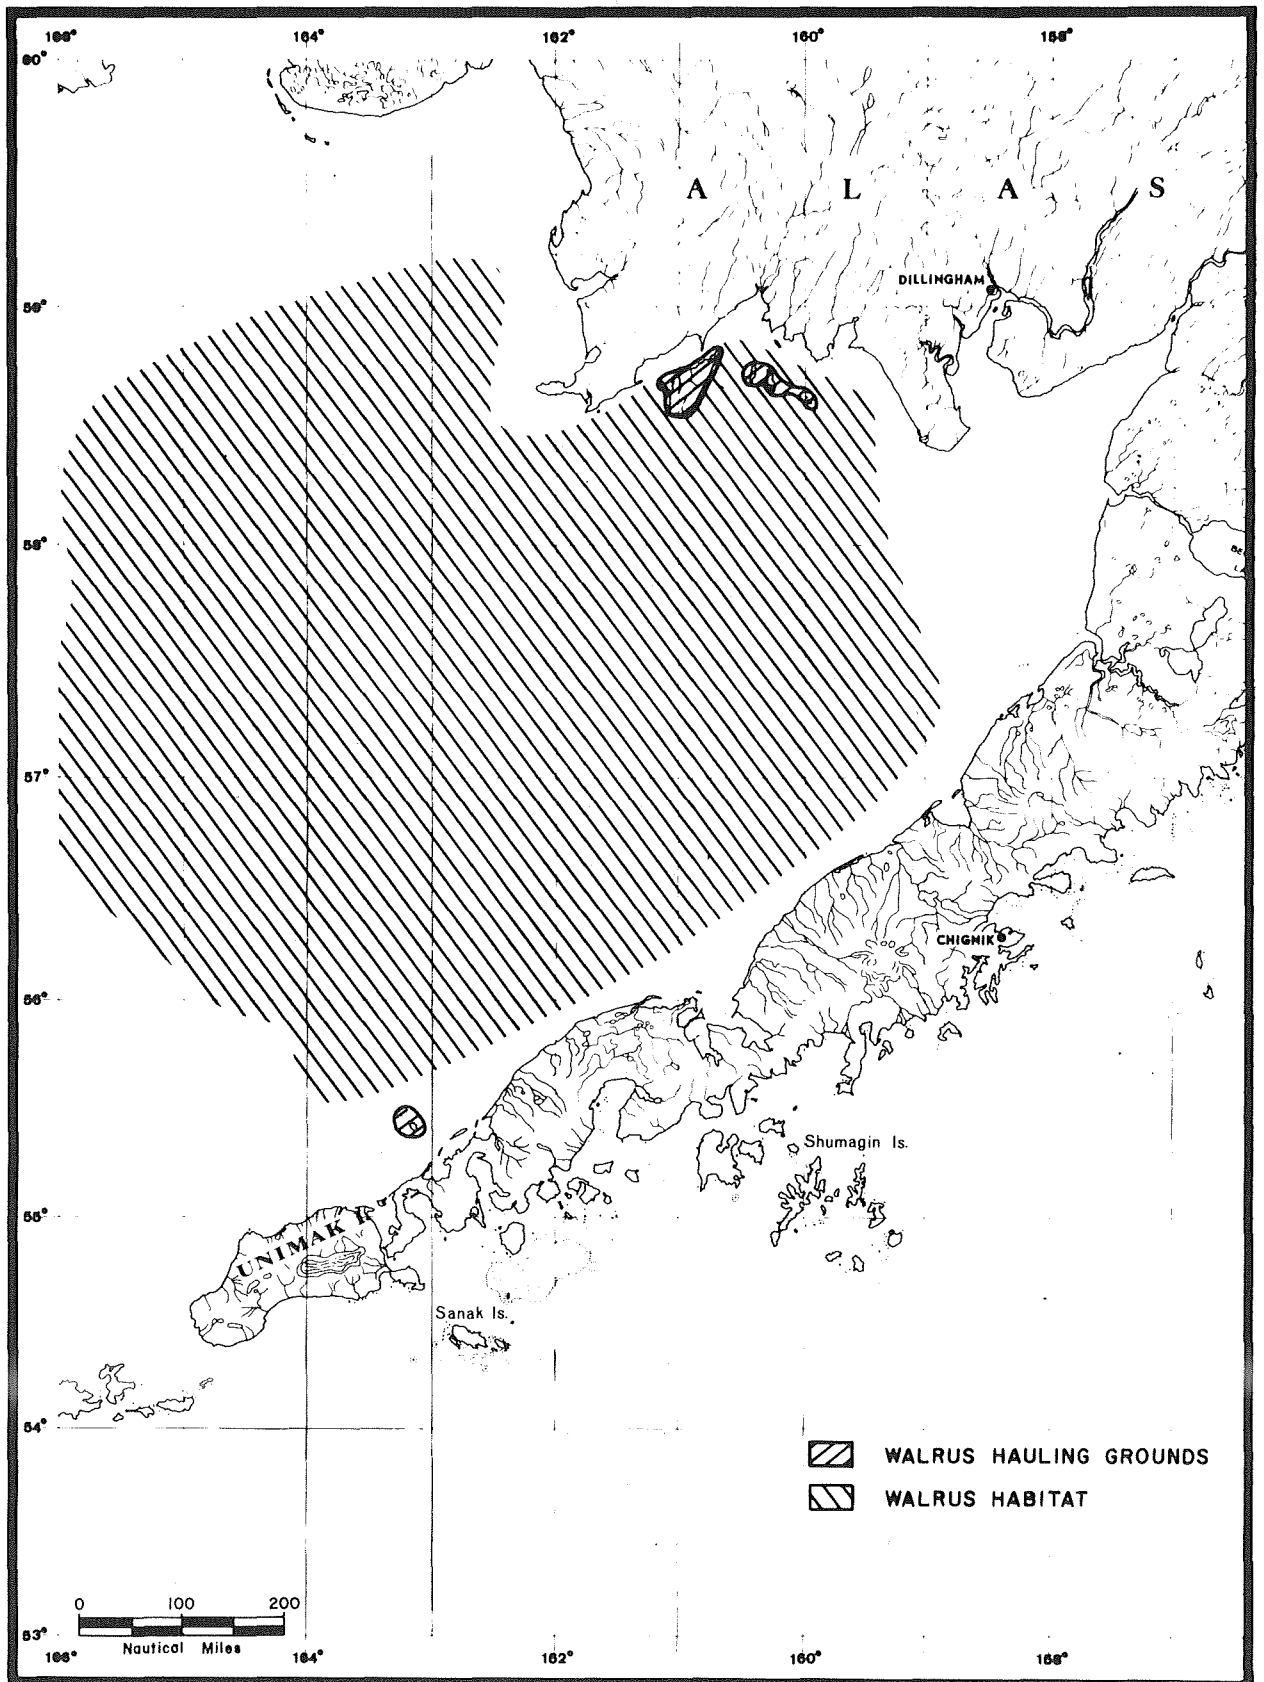 166° 164° 162° 160° 158°
60°
A L A S
DILLINGHAM
59°
58°
57°
CHIGNIK
56°
Shumagin Is.
55°
UNIMAK I.
Sanak Is.
54°
WALRUS HAULING GROUNDS
WALRUS HABITAT
0 100 200
Nautical Miles
53°
166° 164° 162° 160° 158°